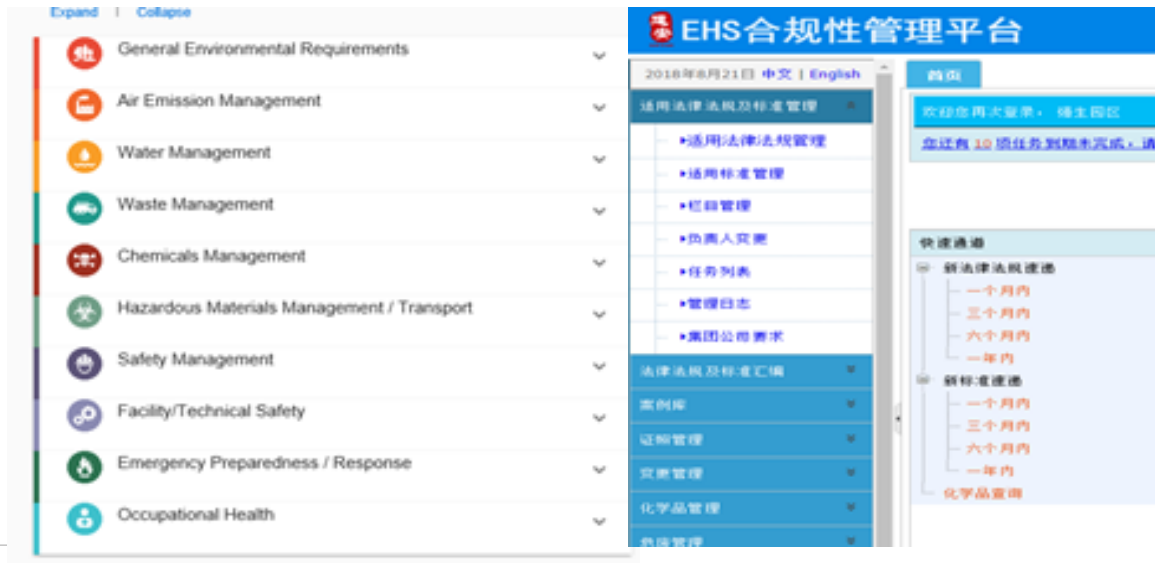 Expand | Collapse
General Environmental Requirements
Air Emission Management
Water Management
Waste Management
Chemicals Management
Hazardous Materials Management / Transport
Safety Management
Facility/Technical Safety
Emergency Preparedness / Response
Occupational Health
EHS合规性管理平台
2018年8月21日 中文 | English
适用法律法规及标准管理
适用法律法规管理
适用标准管理
栏目管理
负责人变更
任务列表
管理日志
集团公司要求
法律法规及标准汇编
案例库
证照管理
变更管理
化学品管理
危废管理
首页
欢迎您再次登录， 强生园区
您还有 10 项任务到期未完成，请
快速通道
新法律法规速递
一个月内
三个月内
六个月内
一年内
新标准速递
一个月内
三个月内
六个月内
一年内
化学品查询